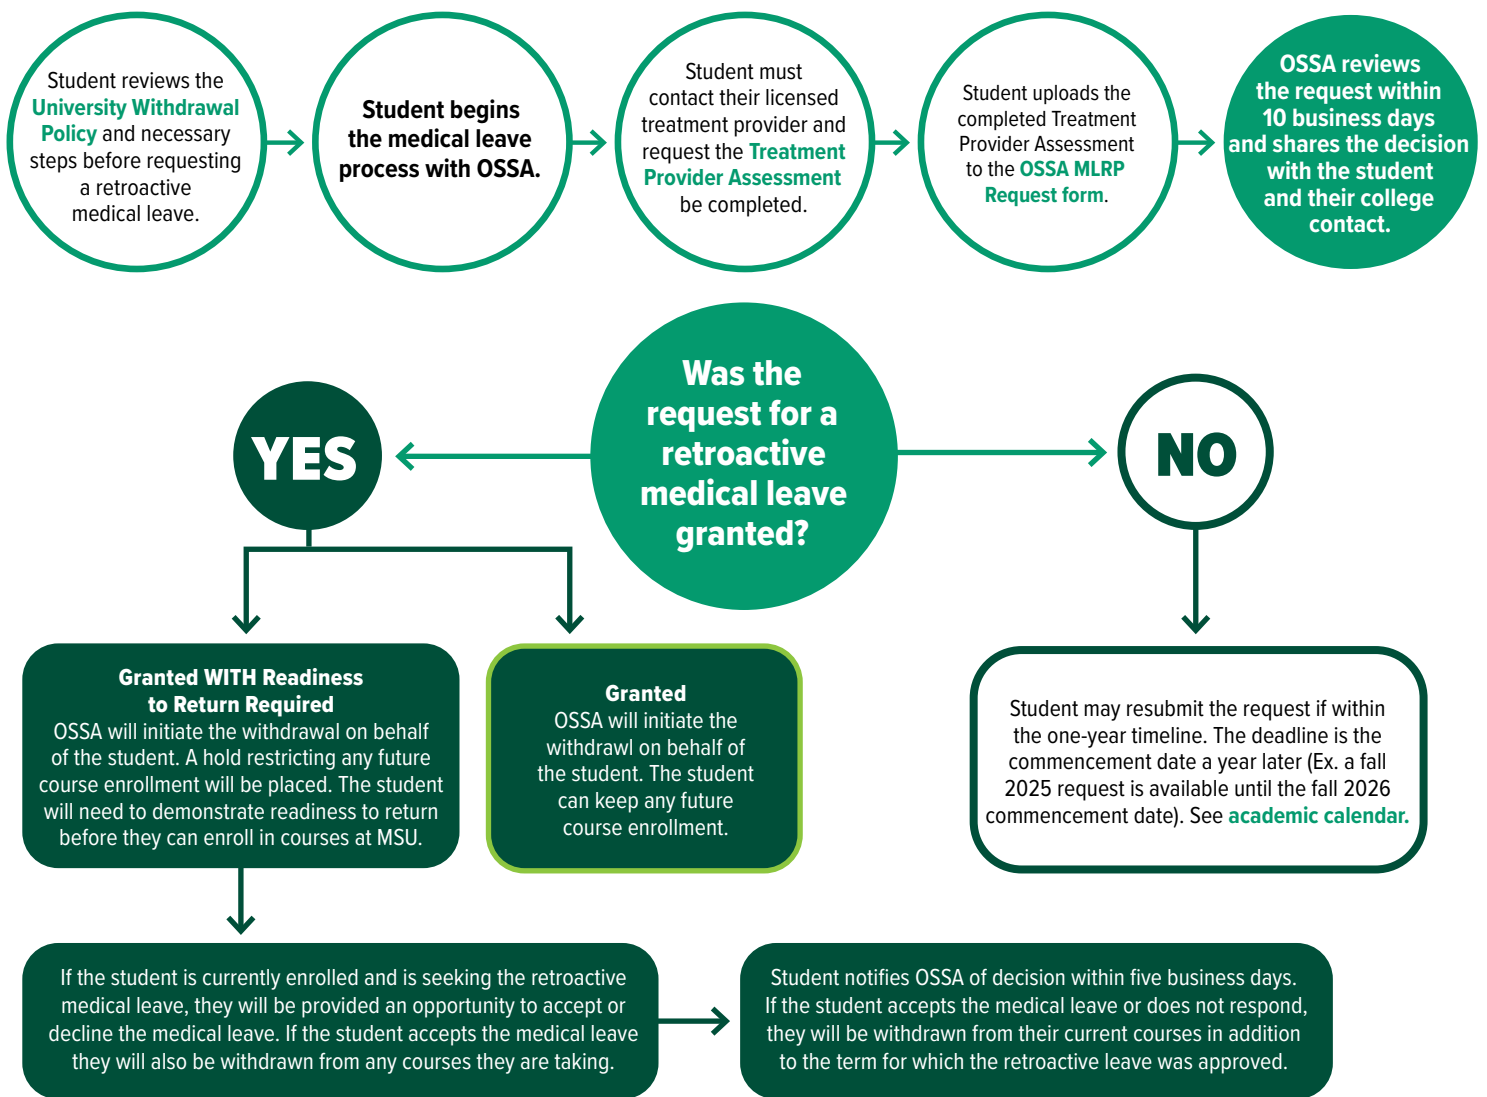 Student reviews the
University Withdrawal
Policy and necessary
steps before requesting
a retroactive
medical leave.
Student begins
the medical leave
process with OSSA.
Student must
contact their licensed
treatment provider and
request the Treatment
Provider Assessment
be completed.
Student uploads the
completed Treatment
Provider Assessment
to the OSSA MLRP
Request form.
OSSA reviews
the request within
10 business days
and shares the decision
with the student
and their college
contact.
Was the
request for a
retroactive
medical leave
granted?
YES
NO
Granted WITH Readiness
to Return Required
OSSA will initiate the withdrawal on behalf
of the student. A hold restricting any future
course enrollment will be placed. The student
will need to demonstrate readiness to return
before they can enroll in courses at MSU.
Granted
OSSA will initiate the
withdrawl on behalf of
the student. The student
can keep any future
course enrollment.
Student may resubmit the request if within
the one-year timeline. The deadline is the
commencement date a year later (Ex. a fall
2025 request is available until the fall 2026
commencement date). See academic calendar.
If the student is currently enrolled and is seeking the retroactive
medical leave, they will be provided an opportunity to accept or
decline the medical leave. If the student accepts the medical leave
they will also be withdrawn from any courses they are taking.
Student notifies OSSA of decision within five business days.
If the student accepts the medical leave or does not respond,
they will be withdrawn from their current courses in addition
to the term for which the retroactive leave was approved.